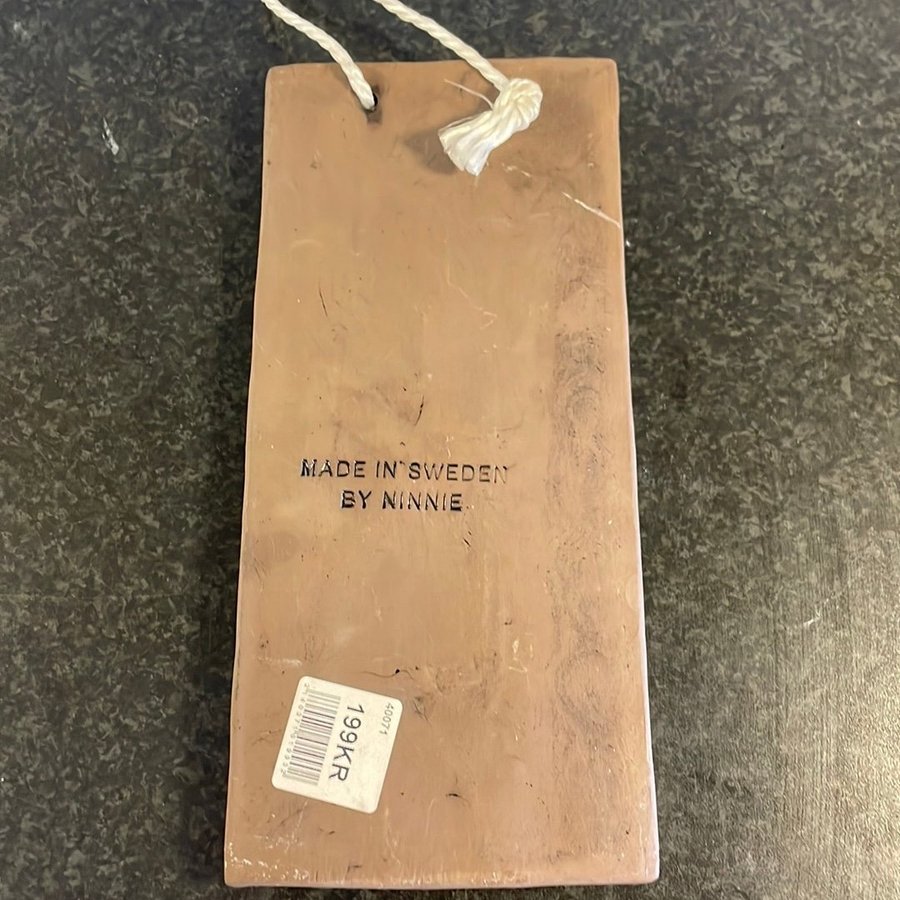 MADE IN SWEDEN
BY NINNIE
40071
199KR